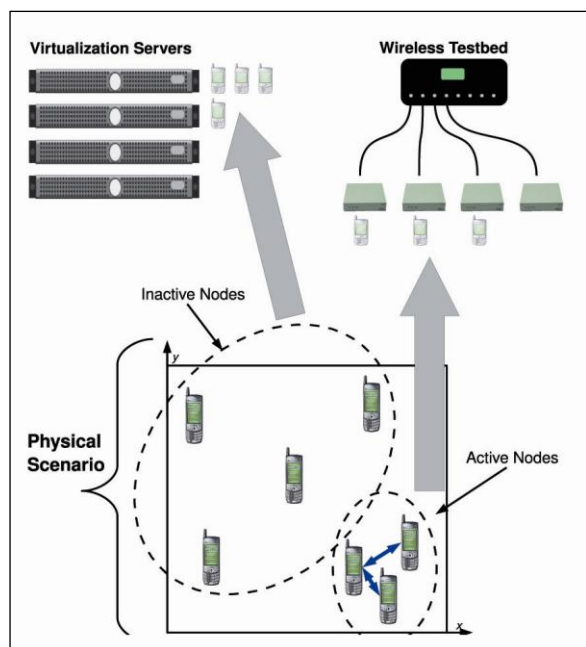 Virtualization Servers
Wireless Testbed
Inactive Nodes
y
Physical
Scenario
Active Nodes
x